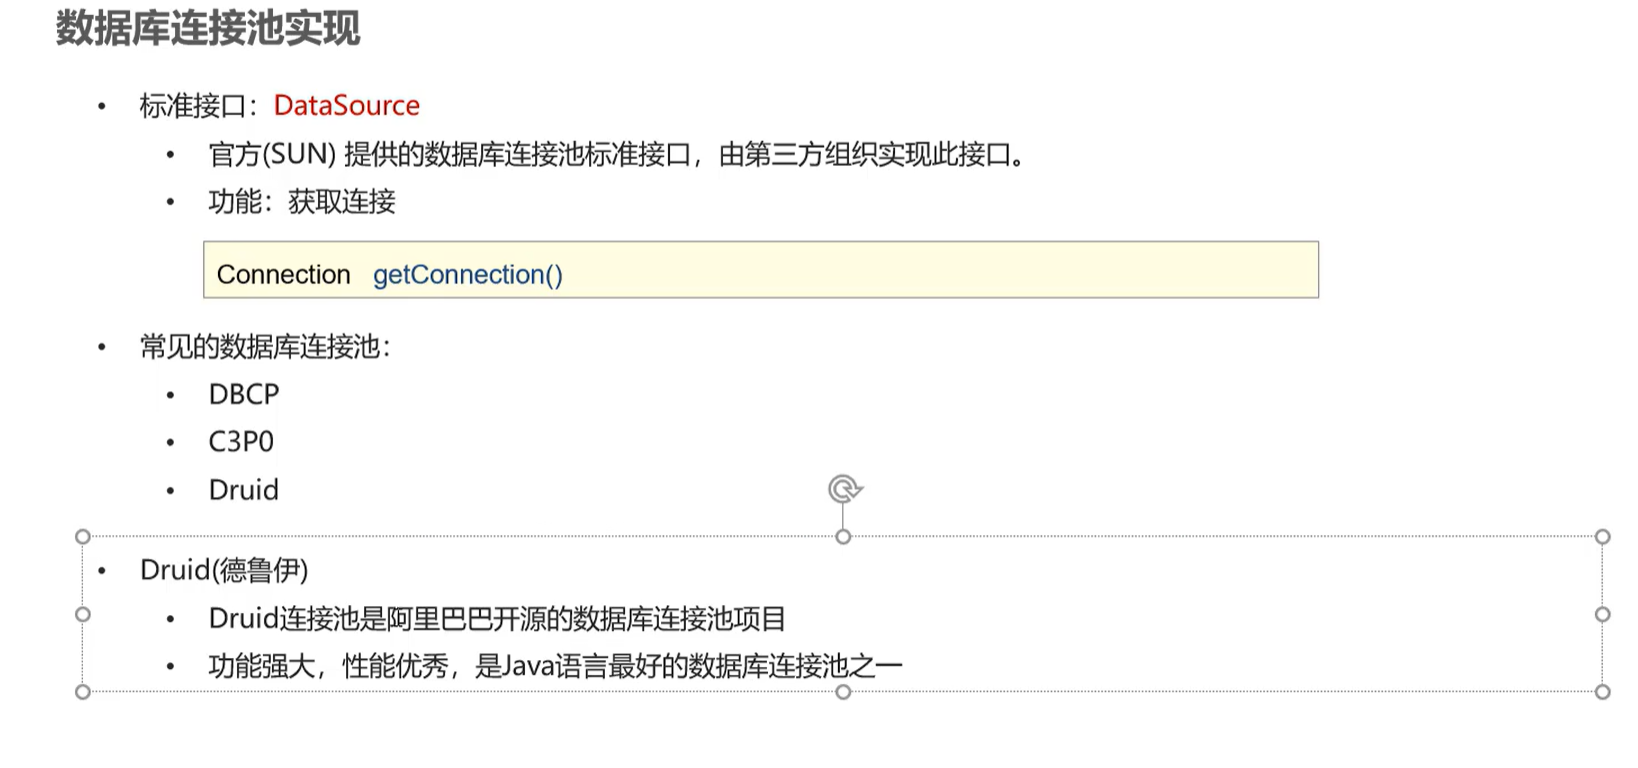 数据库连接池实现
• 标准接口：DataSource
• 官方(SUN) 提供的数据库连接池标准接口，由第三方组织实现此接口。
• 功能：获取连接
Connection getConnection()
• 常见的数据库连接池：
• DBCP
• C3P0
• Druid
• Druid(德鲁伊)
• Druid连接池是阿里巴巴开源的数据库连接池项目
• 功能强大，性能优秀，是Java语言最好的数据库连接池之一